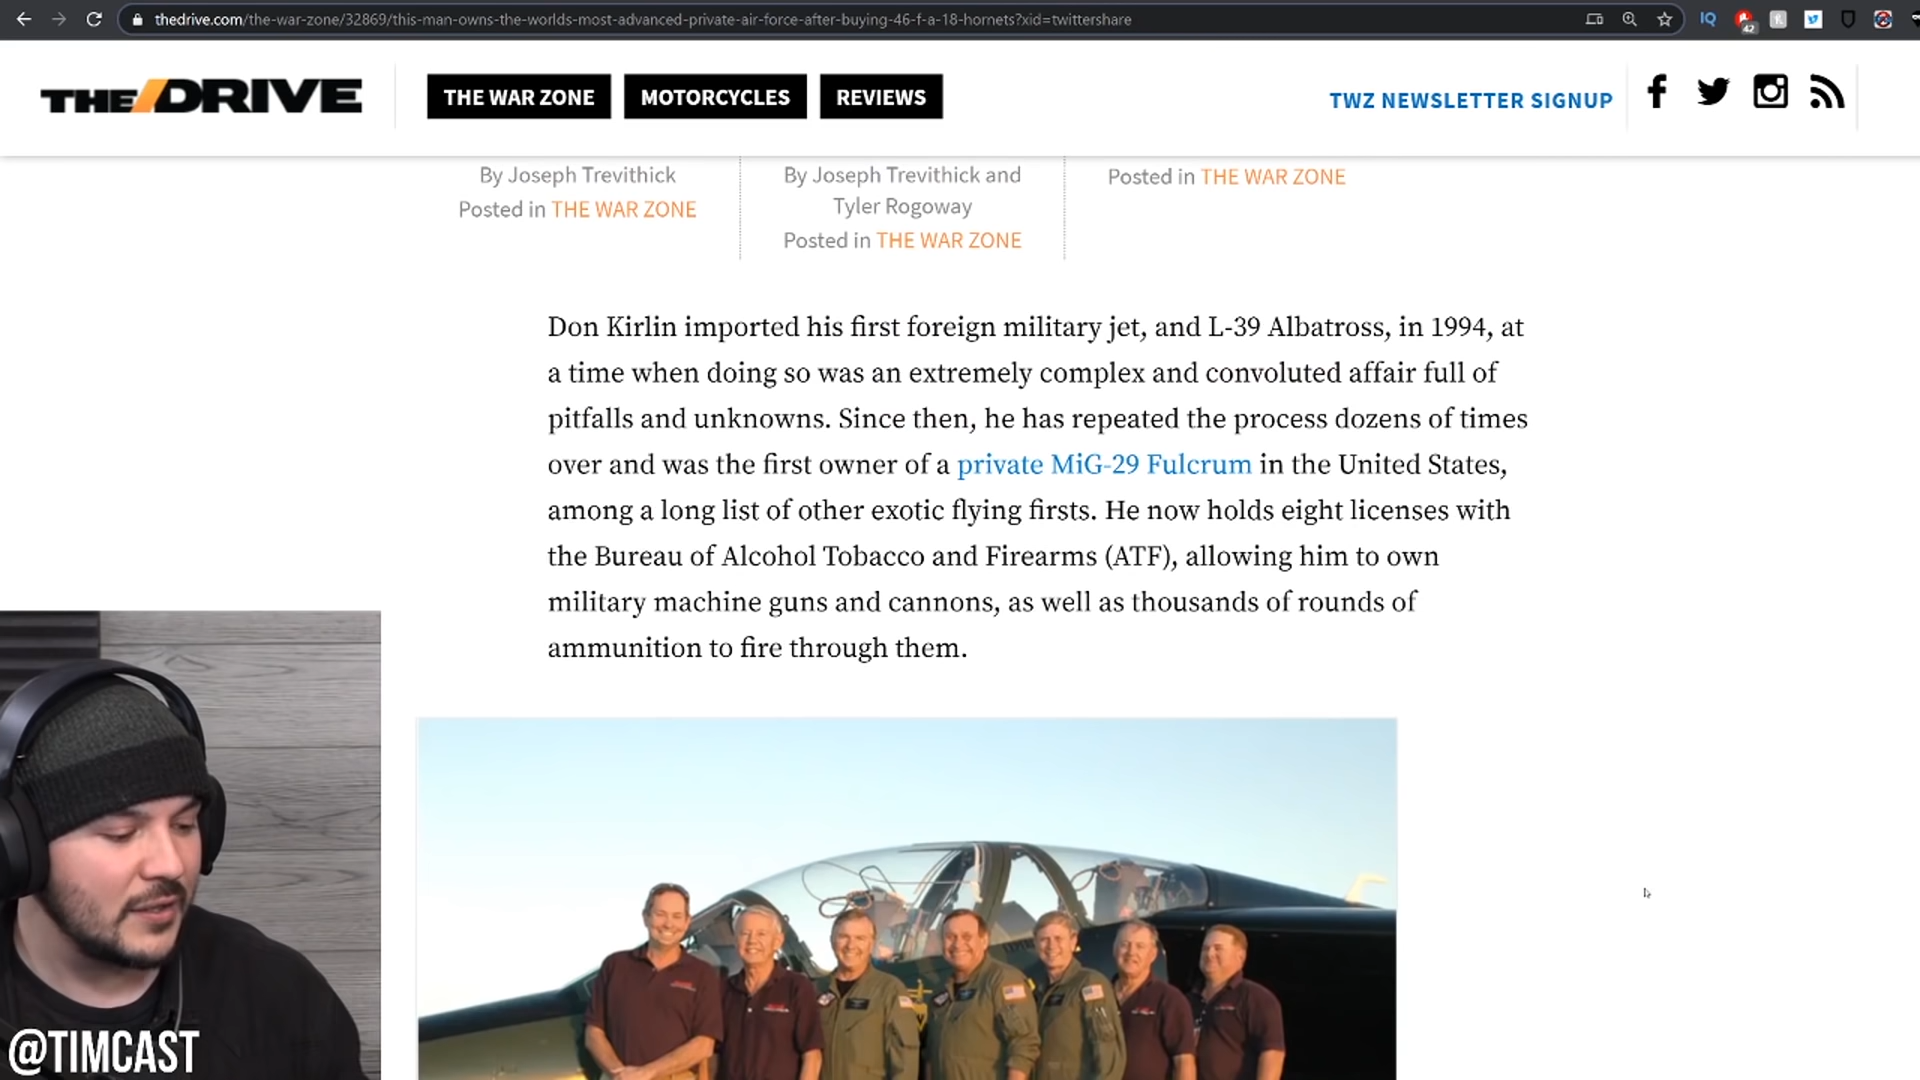 thedrive.com/the-war-zone/32869/this-man-owns-the-worlds-most-advanced-private-air-force-after-buying-46-f-a-18-hornets?xid=twittershare
IQ
42
THE DRIVE
THE WAR ZONE
MOTORCYCLES
REVIEWS
TWZ NEWSLETTER SIGNUP
By Joseph Trevithick
Posted in THE WAR ZONE
By Joseph Trevithick and
Tyler Rogoway
Posted in THE WAR ZONE
Posted in THE WAR ZONE
Don Kirlin imported his first foreign military jet, and L-39 Albatross, in 1994, at
a time when doing so was an extremely complex and convoluted affair full of
pitfalls and unknowns. Since then, he has repeated the process dozens of times
over and was the first owner of a private MiG-29 Fulcrum in the United States,
among a long list of other exotic flying firsts. He now holds eight licenses with
the Bureau of Alcohol Tobacco and Firearms (ATF), allowing him to own
military machine guns and cannons, as well as thousands of rounds of
ammunition to fire through them.
@TIMCAST